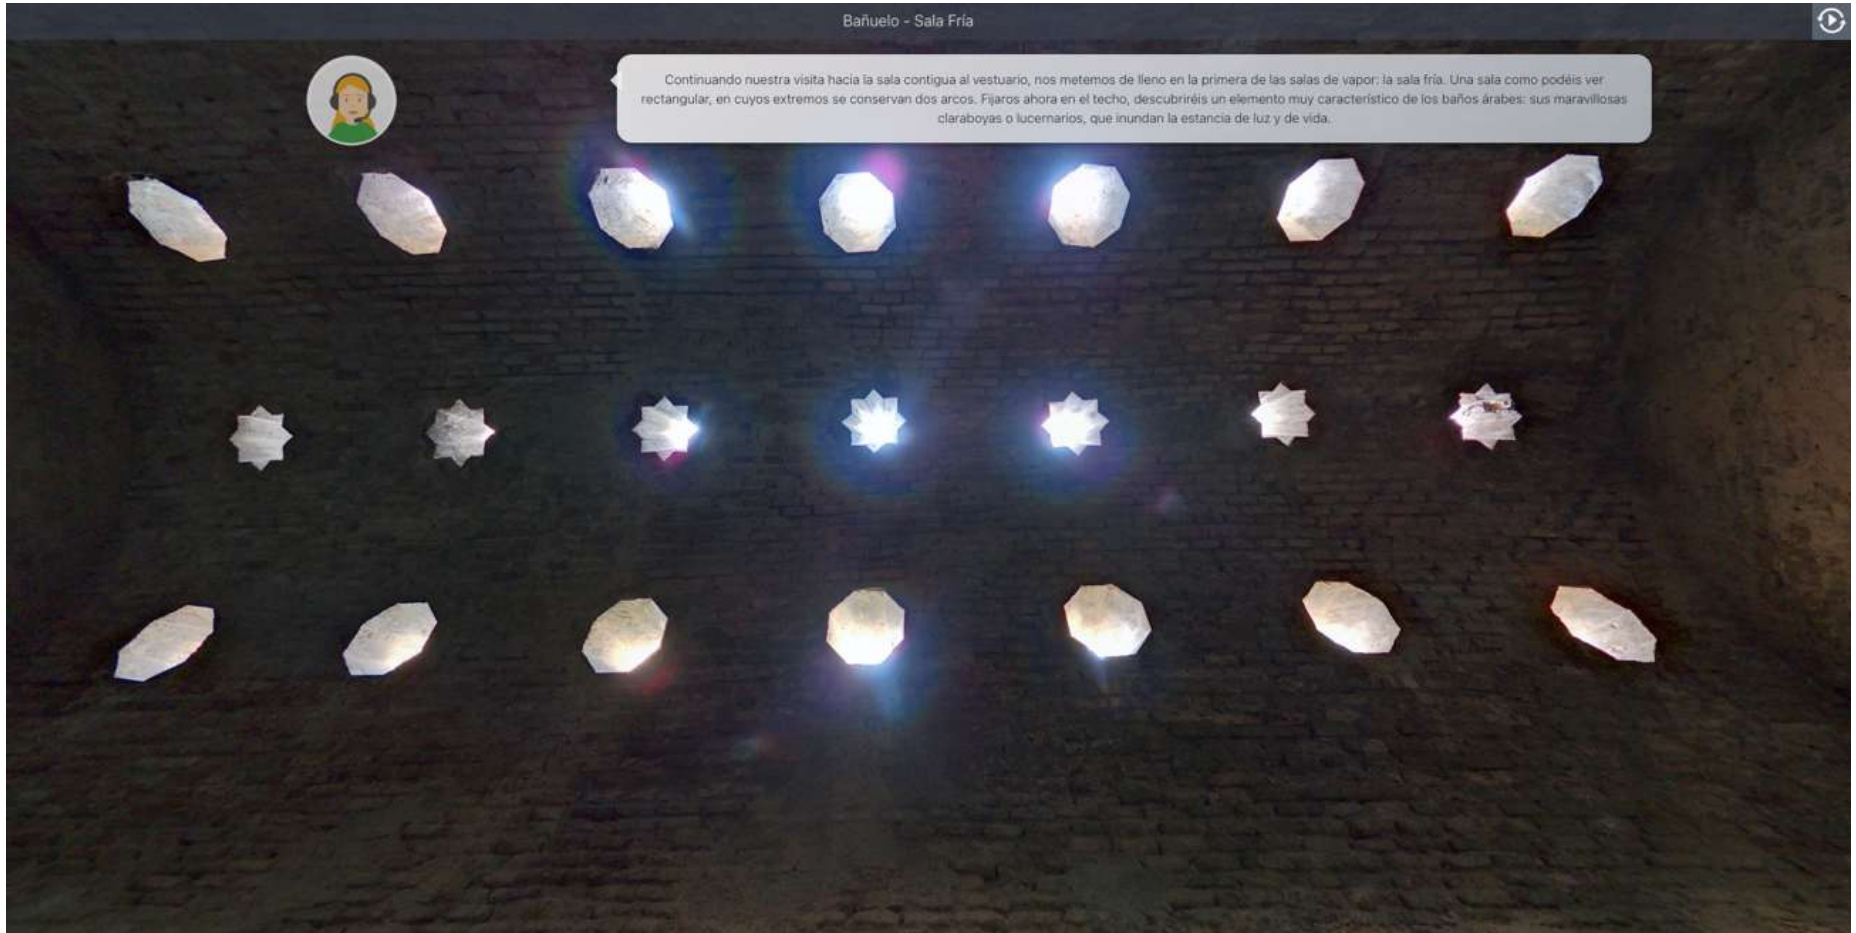 Bañuelo - Sala Fría
Continuando nuestra visita hacia la sala contigua al vestuario, nos metemos de lleno en la primera de las salas de vapor: la sala fría. Una sala como podéis ver
rectangular, en cuyos extremos se conservan dos arcos. Fijaros ahora en el techo, descubriréis un elemento muy característico de los baños árabes: sus maravillosas
claraboyas o lucernarios, que inundan la estancia de luz y de vida.